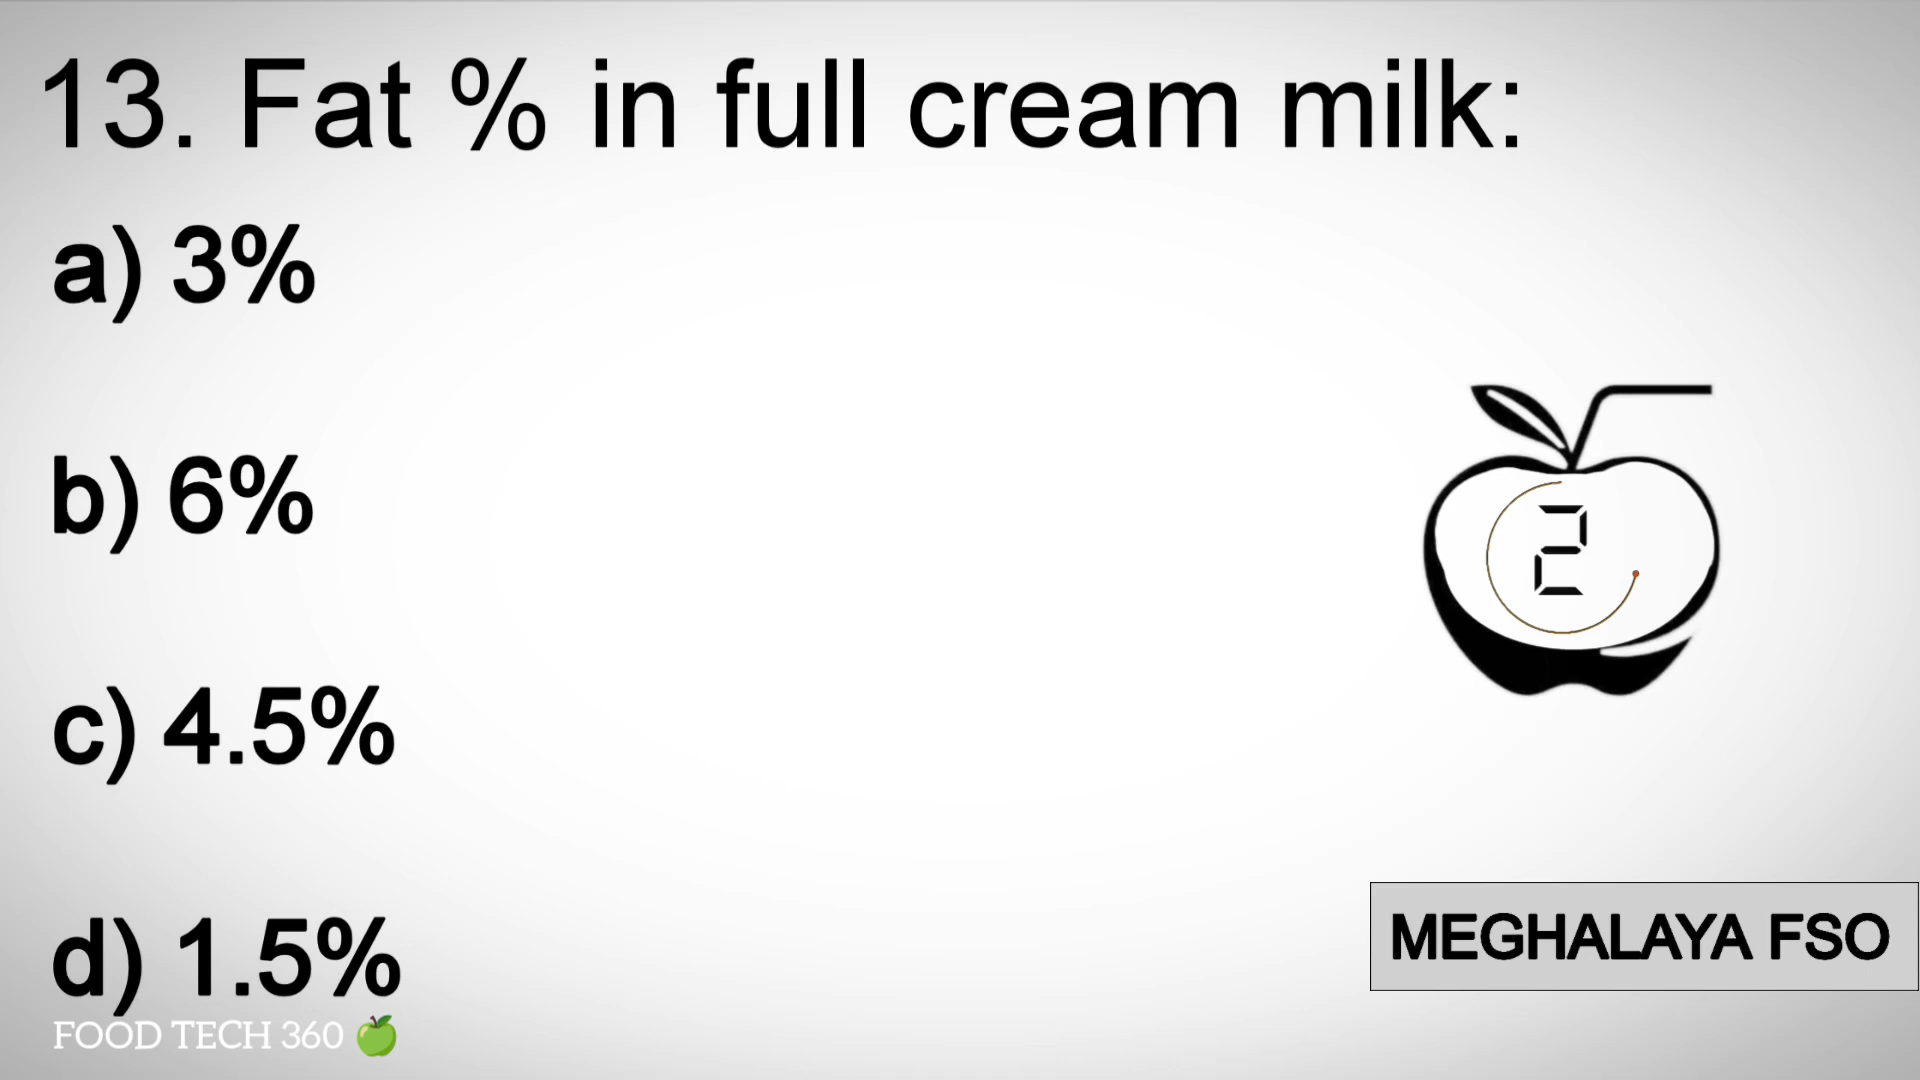 13. Fat % in full cream milk:
a) 3%
b) 6%
2
c) 4.5%
d) 1.5%
MEGHALAYA FSO
FOOD TECH 360